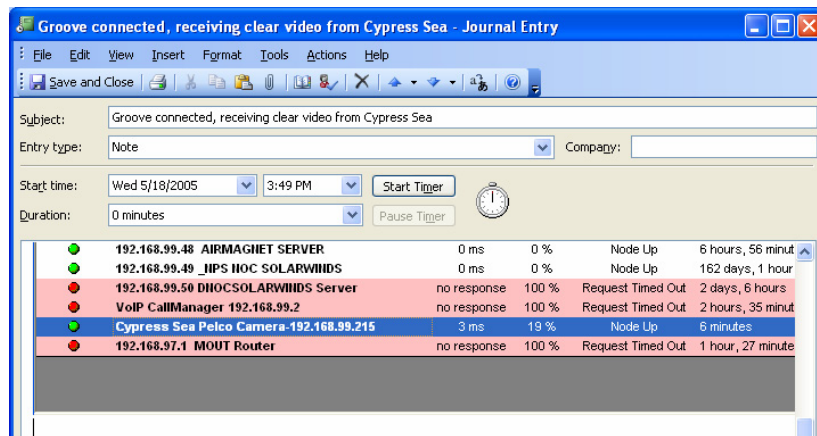 Groove connected, receiving clear video from Cypress Sea - Journal Entry
File Edit View Insert Format Tools Actions Help
Save and Close
Subject: Groove connected, receiving clear video from Cypress Sea
Entry type: Note Company:
Start time: Wed 5/18/2005 3:49 PM Start Timer
Duration: 0 minutes Pause Timer
192.168.99.48 AIRMAGNET SERVER 0 ms 0 % Node Up 6 hours, 56 minut
192.168.99.49 _NPS NOC SOLARWINDS 0 ms 0 % Node Up 162 days, 1 hour
192.168.99.50 DNOCSOLARWINDS Server no response 100 % Request Timed Out 2 days, 6 hours
VoIP CallManager 192.168.99.2 no response 100 % Request Timed Out 2 hours, 35 minut
Cypress Sea Pelco Camera-192.168.99.215 3 ms 19 % Node Up 6 minutes
192.168.97.1 MOUT Router no response 100 % Request Timed Out 1 hour, 27 minute